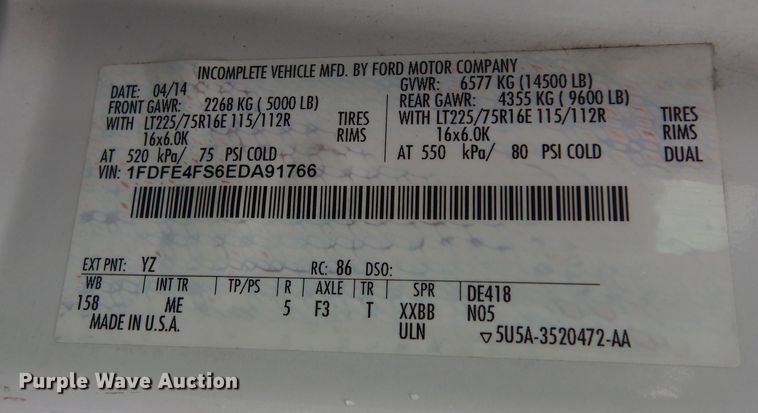 INCOMPLETE VEHICLE MFD. BY FORD MOTOR COMPANY
DATE: 04/14 GVWR: 6577 KG (14500 LB)
FRONT GAWR: 2268 KG (5000 LB) REAR GAWR: 4355 KG (9600 LB)
WITH LT225/75R16E 115/112R TIRES WITH LT225/75R16E 115/112R TIRES
16x6.0K RIMS 16x6.0K RIMS
AT 520 kPa/ 75 PSI COLD AT 550 kPa/ 80 PSI COLD DUAL
VIN: 1FDFE4FS6EDA91766
EXT PNT: YZ RC: 86 DSO:
WB INT TR TP/PS R AXLE TR SPR DE418
158 ME 5 F3 T XXBB N05
MADE IN U.S.A. ULN ▽5U5A-3520472-AA
Purple Wave Auction